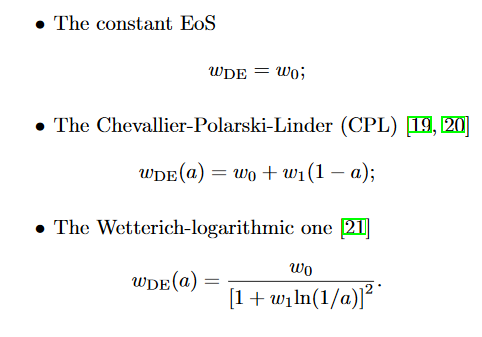 • The constant EoS
w_DE = w_0;
• The Chevallier-Polarski-Linder (CPL) [19, 20]
w_DE(a) = w_0 + w_1(1 − a);
• The Wetterich-logarithmic one [21]
w_DE(a) = w_0 / [1 + w_1 ln(1/a)]^2 .